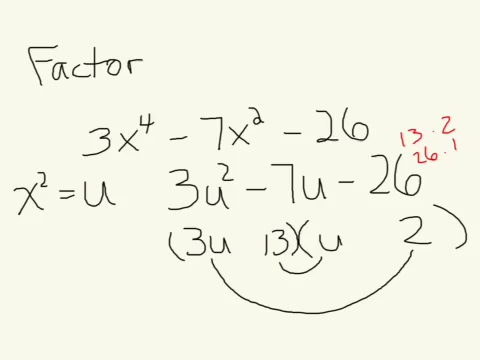 Factor
3x⁴ - 7x² - 26
13 · 2
26 · 1
x² = u 3u² - 7u - 26
(3u 13)(u 2)